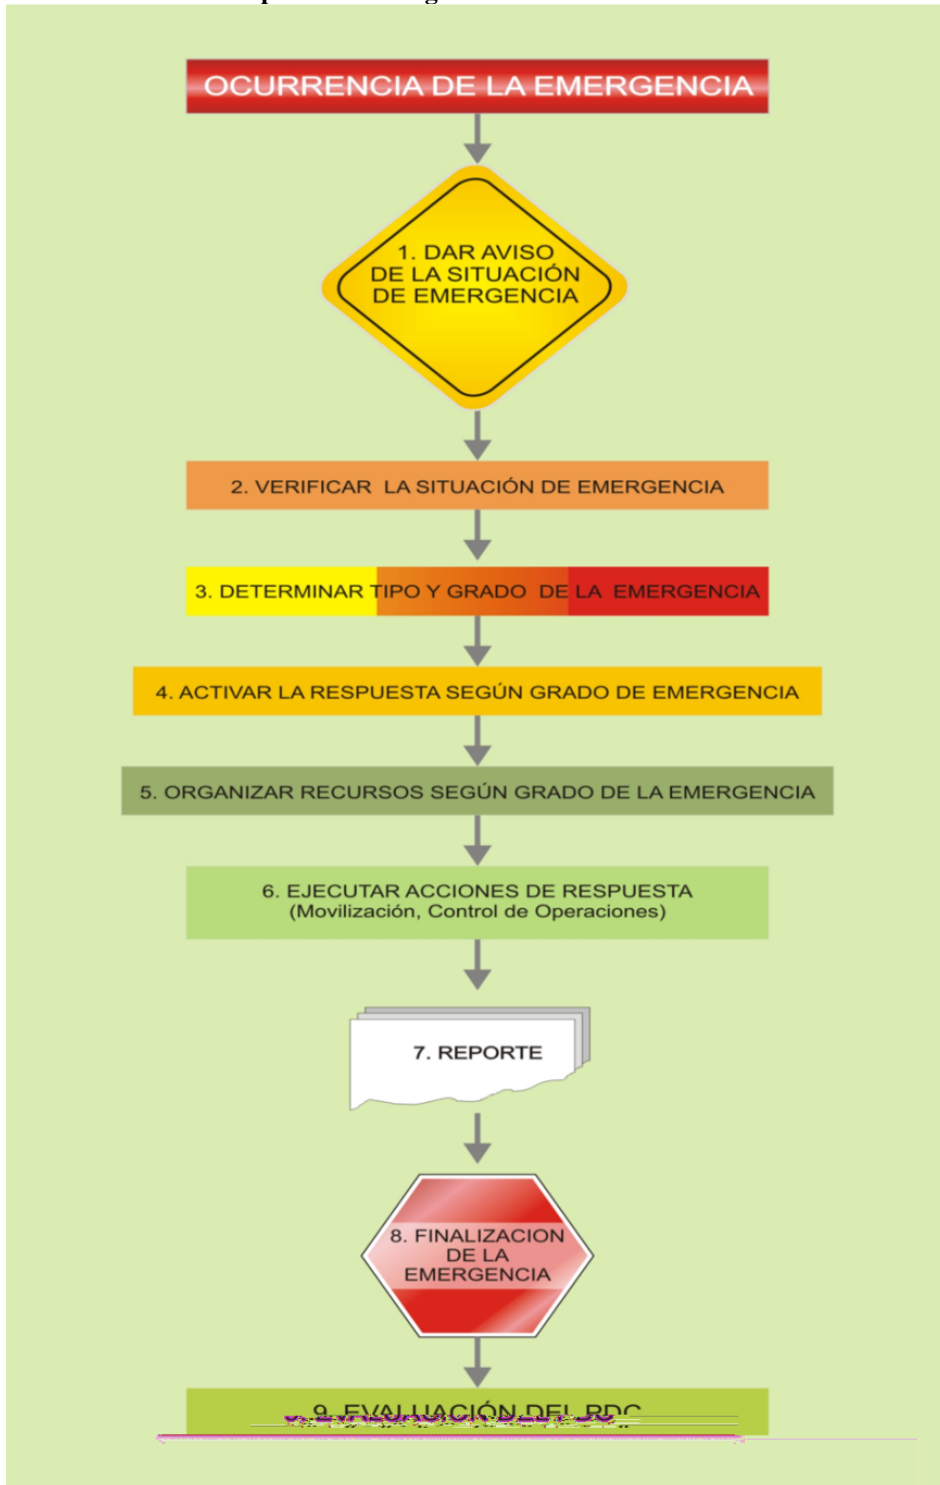 OCURRENCIA DE LA EMERGENCIA
1. DAR AVISO
DE LA SITUACIÓN
DE EMERGENCIA
2. VERIFICAR LA SITUACIÓN DE EMERGENCIA
3. DETERMINAR TIPO Y GRADO DE LA EMERGENCIA
4. ACTIVAR LA RESPUESTA SEGÚN GRADO DE EMERGENCIA
5. ORGANIZAR RECURSOS SEGÚN GRADO DE LA EMERGENCIA
6. EJECUTAR ACCIONES DE RESPUESTA
(Movilización, Control de Operaciones)
7. REPORTE
8. FINALIZACION
DE LA
EMERGENCIA
9. EVALUACIÓN DEL PDC